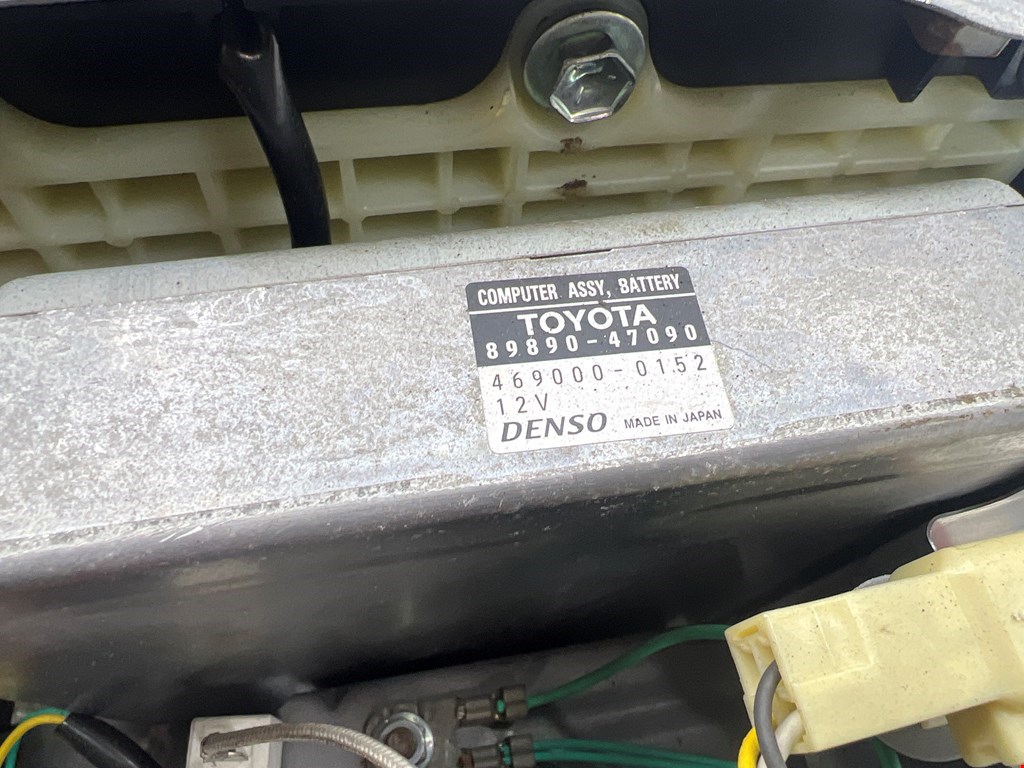 COMPUTER ASSY, BATTERY
TOYOTA
89890-47090
469000-0152
12V
DENSO MADE IN JAPAN